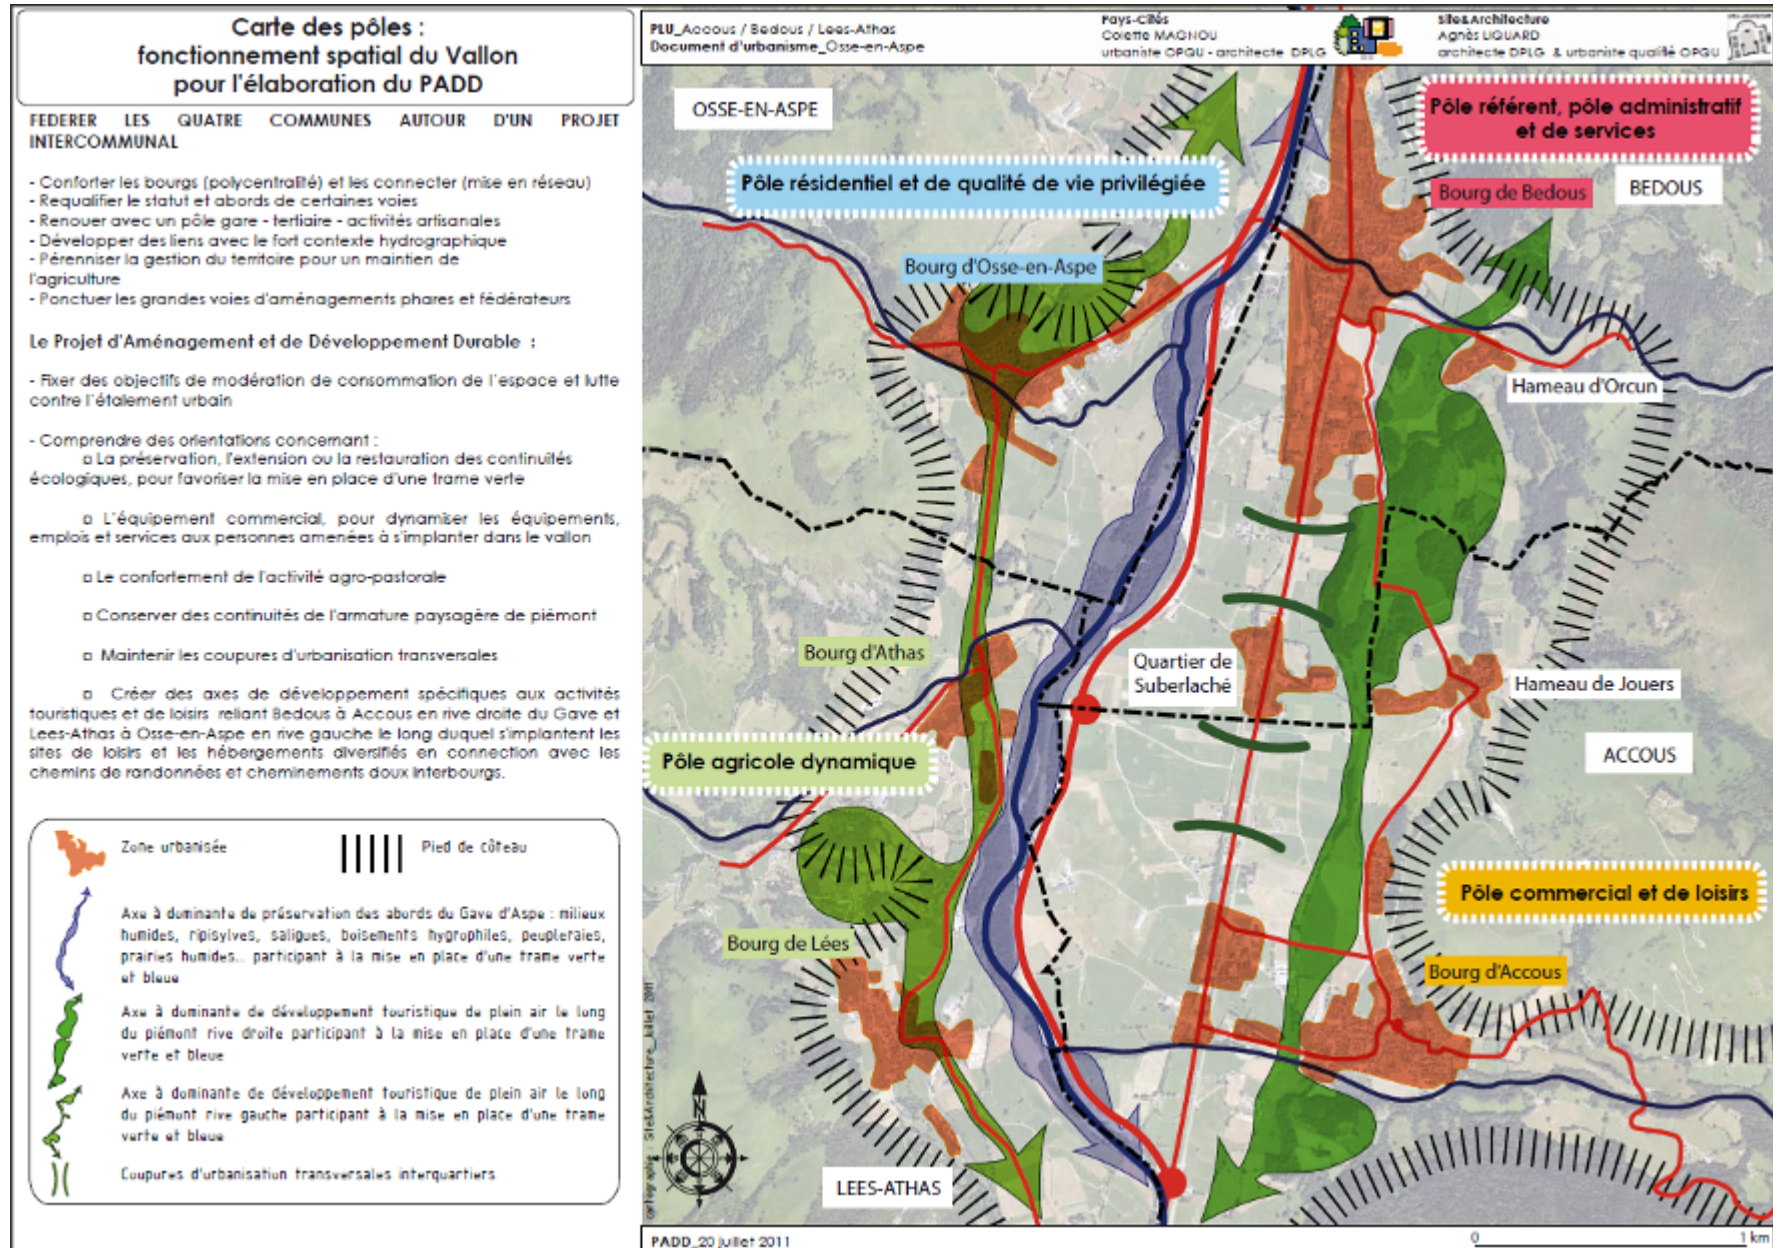 Carte des pôles :
fonctionnement spatial du Vallon
pour l'élaboration du PADD
FEDERER LES QUATRE COMMUNES AUTOUR D'UN PROJET
INTERCOMMUNAL
- Conforter les bourgs (polycentralité) et les connecter (mise en réseau)
- Requalifier le statut et abords de certaines voies
- Renouer avec un pôle gare - tertiaire - activités artisanales
- Développer des liens avec le fort contexte hydrographique
- Pérenniser la gestion du territoire pour un maintien de
l'agriculture
- Ponctuer les grandes voies d'aménagements phares et fédérateurs
Le Projet d'Aménagement et de Développement Durable :
- Fixer des objectifs de modération de consommation de l'espace et lutte
contre l'étalement urbain
- Comprendre des orientations concernant :
¤ La préservation, l'extension ou la restauration des continuités
écologiques, pour favoriser la mise en place d'une trame verte
¤ L'équipement commercial, pour dynamiser les équipements,
emplois et services aux personnes amenées à s'implanter dans le vallon
¤ Le confortement de l'activité agro-pastorale
¤ Conserver des continuités de l'armature paysagère de piémont
¤ Maintenir les coupures d'urbanisation transversales
¤ Créer des axes de développement spécifiques aux activités
touristiques et de loisirs reliant Bedous à Accous en rive droite du Gave et
Lees-Athas à Osse-en-Aspe en rive gauche le long duquel s'implantent les
sites de loisirs et les hébergements diversifiés en connection avec les
chemins de randonnées et cheminements doux interbourgs.
Zone urbanisée
Pied de côteau
Axe à dominante de préservation des abords du Gave d'Aspe : milieux
humides, ripisylves, saligues, boisements hygrophiles, peupleraies,
prairies humides... participant à la mise en place d'une trame verte
et bleue
Axe à dominante de développement touristique de plein air le long
du piémont rive droite participant à la mise en place d'une trame
verte et bleue
Axe à dominante de développement touristique de plein air le long
du piémont rive gauche participant à la mise en place d'une trame
verte et bleue
Coupures d'urbanisation transversales interquartiers
PLU_Accous / Bedous / Lees-Athas
Document d'urbanisme_Osse-en-Aspe
Pays-Cités
Colette MAGNOU
urbaniste OPQU - architecte DPLG
Site&Architecture
Agnès LIGUARD
architecte DPLG & urbaniste qualifié OPQU
OSSE-EN-ASPE
Pôle référent, pôle administratif
et de services
Pôle résidentiel et de qualité de vie privilégiée
Bourg de Bedous
BEDOUS
Bourg d'Osse-en-Aspe
Hameau d'Orcun
Bourg d'Athas
Quartier de
Suberlaché
Hameau de Jouers
ACCOUS
Pôle agricole dynamique
Pôle commercial et de loisirs
Bourg de Lées
Bourg d'Accous
N
LEES-ATHAS
cartographie : Site&Architecture_juillet 2011
PADD_20 juillet 2011
0
1 km